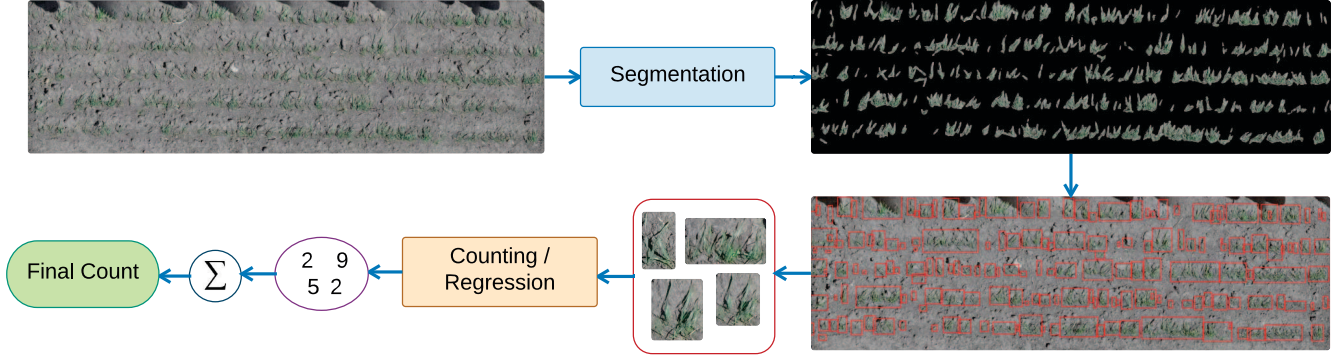 Segmentation
Final Count
∑
2 9
5 2
Counting /
Regression